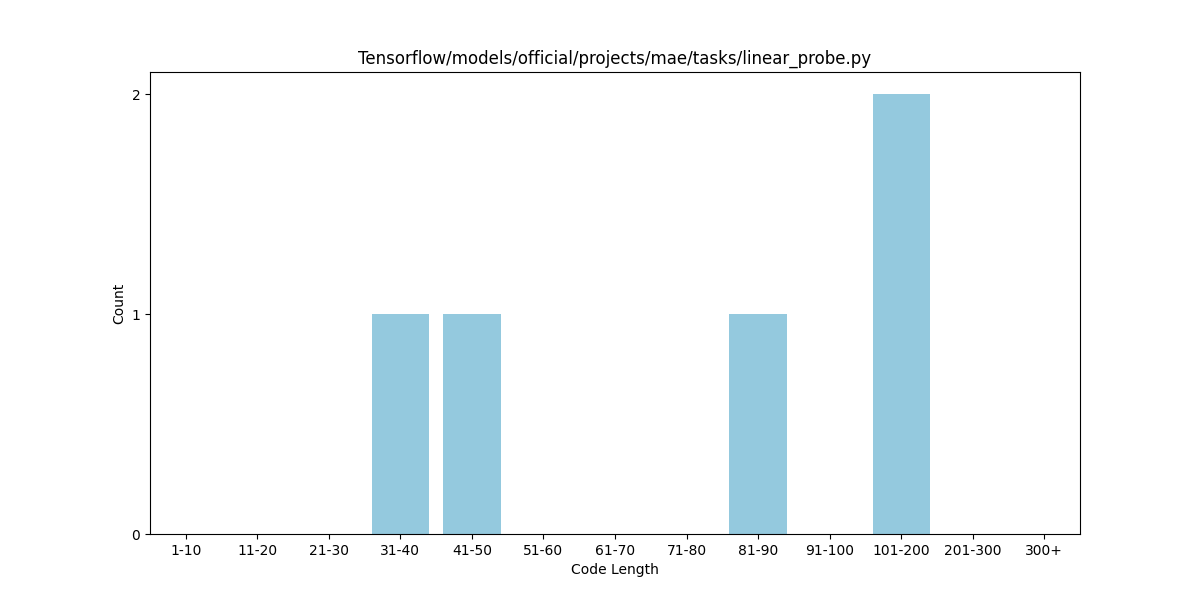 Tensorflow/models/official/projects/mae/tasks/linear_probe.py
2
1
0
Count
1-10 11-20 21-30 31-40 41-50 51-60 61-70 71-80 81-90 91-100 101-200 201-300 300+
Code Length